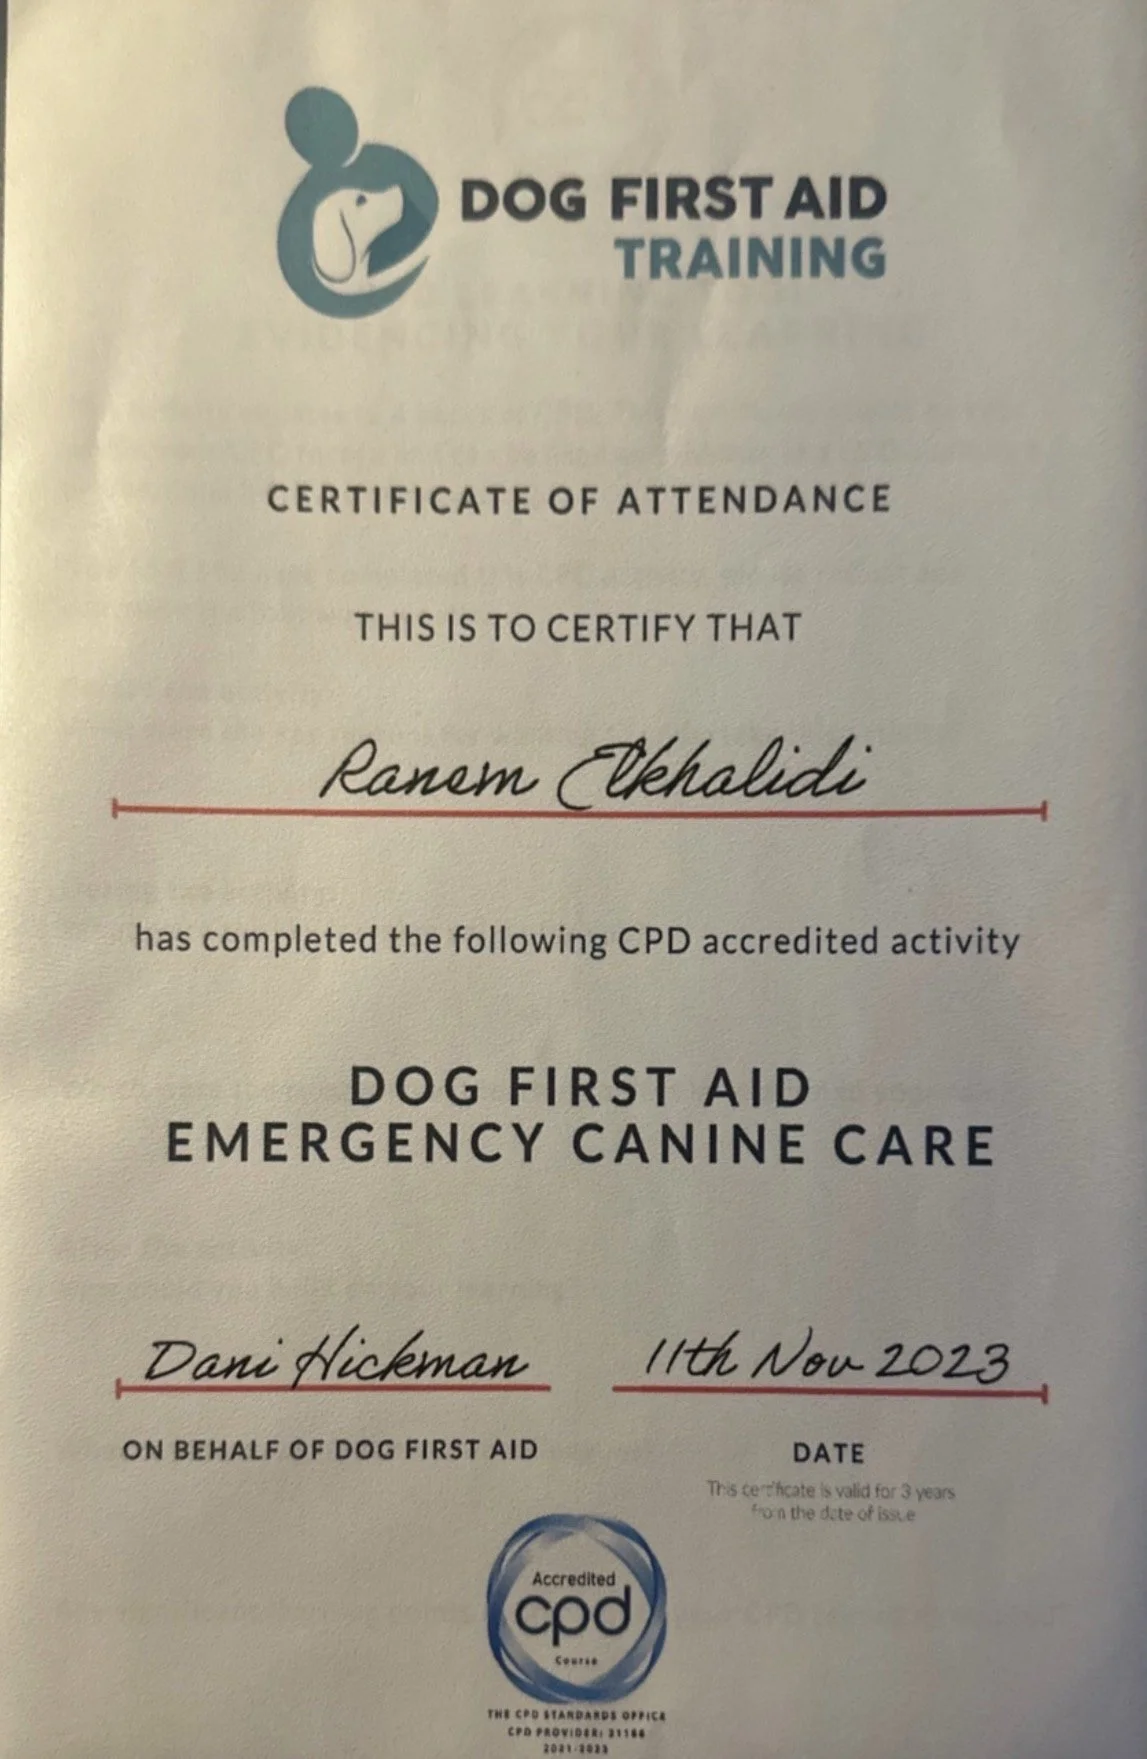 DOG FIRST AID
TRAINING
CERTIFICATE OF ATTENDANCE
THIS IS TO CERTIFY THAT
Ranem Elkhalidi
has completed the following CPD accredited activity
DOG FIRST AID
EMERGENCY CANINE CARE
Dani Hickman
11th Nov 2023
ON BEHALF OF DOG FIRST AID
DATE
This certificate is valid for 3 years
from the date of issue
Accredited
cpd
Course
THE CPD STANDARDS OFFICE
CPD PROVIDER: 21166
2021-2023